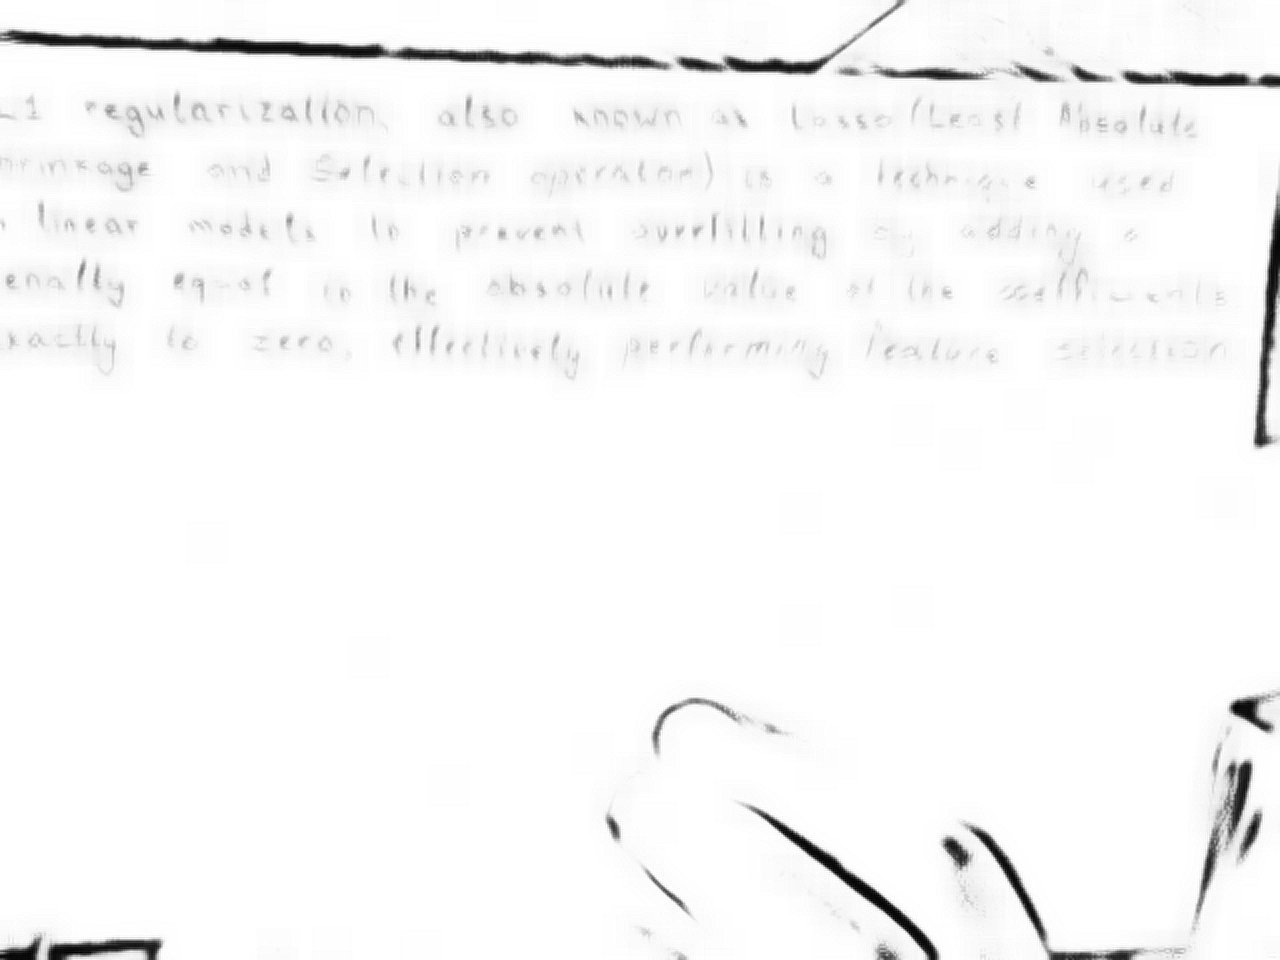 L1 regularization, also known as Lasso (Least Absolute
hrinkage and Selection operator) is a technique used
n linear models to prevent overfitting by adding a
enalty equal to the absolute value of the coefficients
xactly to zero, effectively performing feature selection